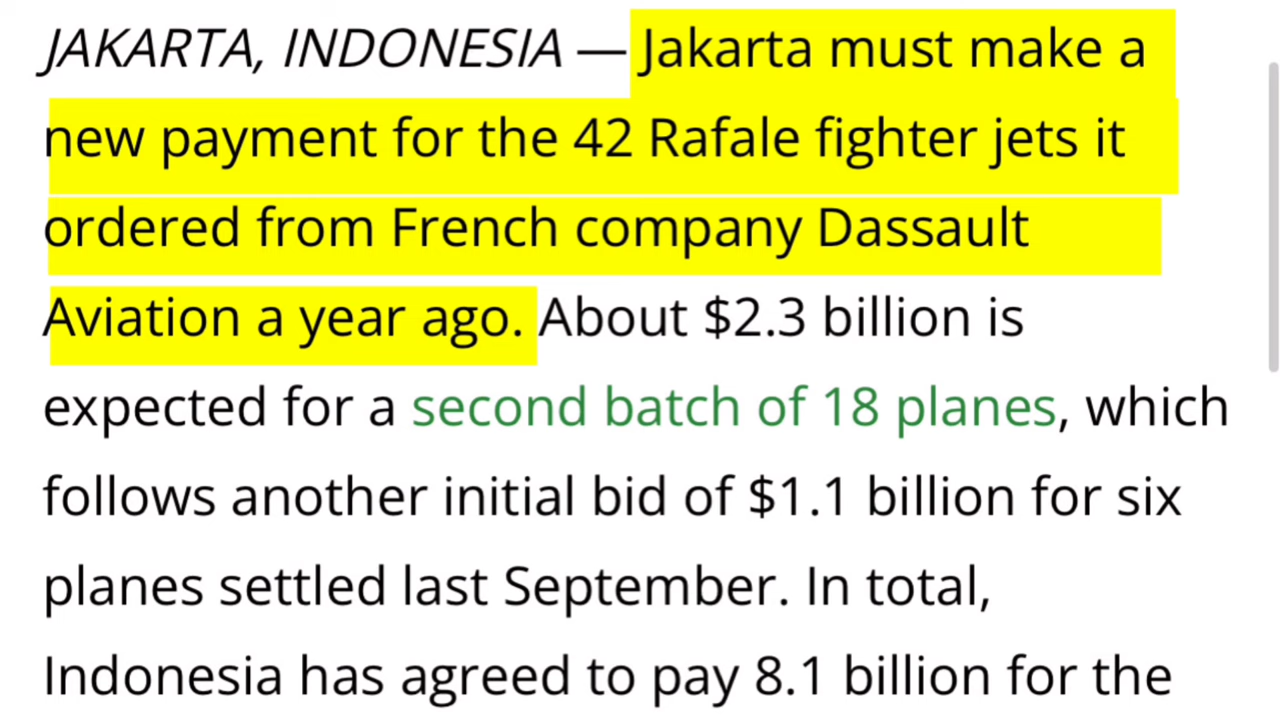 JAKARTA, INDONESIA — Jakarta must make a
new payment for the 42 Rafale fighter jets it
ordered from French company Dassault
Aviation a year ago. About $2.3 billion is
expected for a second batch of 18 planes, which
follows another initial bid of $1.1 billion for six
planes settled last September. In total,
Indonesia has agreed to pay 8.1 billion for the